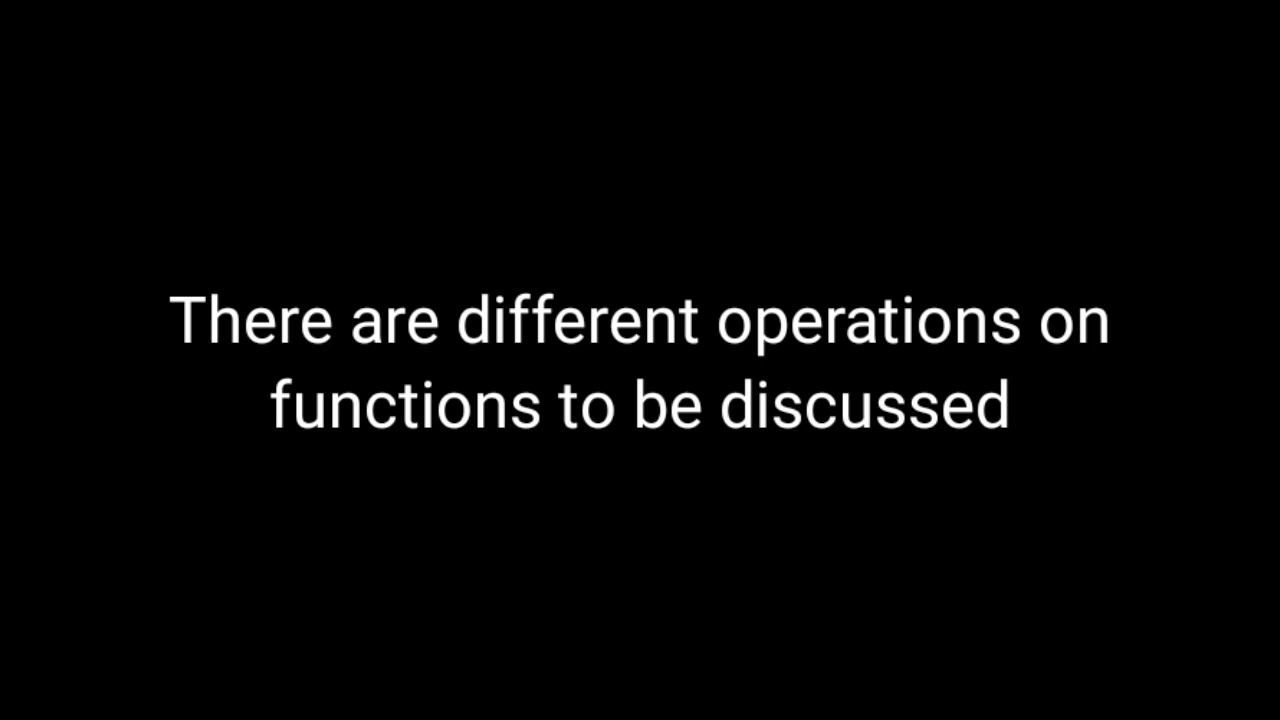 There are different operations on
functions to be discussed